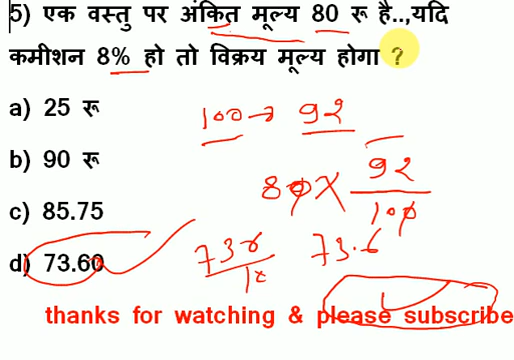 5) एक वस्तु पर अंकित मूल्य 80 रू है..,यदि
कमीशन 8% हो तो विक्रय मूल्य होगा ?
a) 25 रू
100→ 92
b) 90 रू
80 X 92
100
c) 85.75
736
10
73.6
d) 73.60
thanks for watching & please subscribe